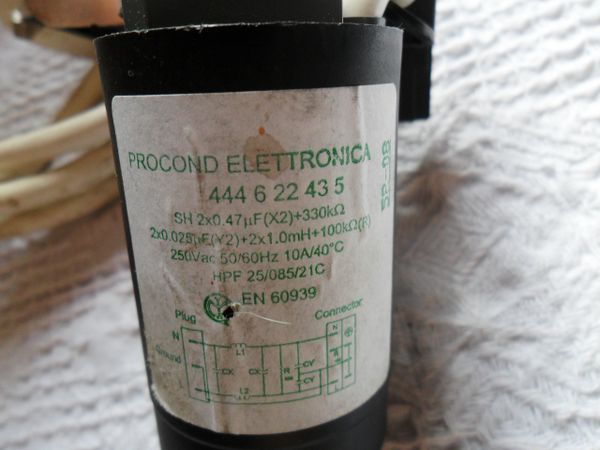 PROCOND ELETTRONICA
444 6 22 43 5
SH 2x0.47µF(X2)+330kΩ
2x0.025µF(Y2)+2x1.0mH+100kΩ(R)
250Vac 50/60Hz 10A/40°C
HPF 25/085/21C
EN 60939
Plug
Connector
N
L1
N
Ground
CX
CX
R
CY
CY
L2